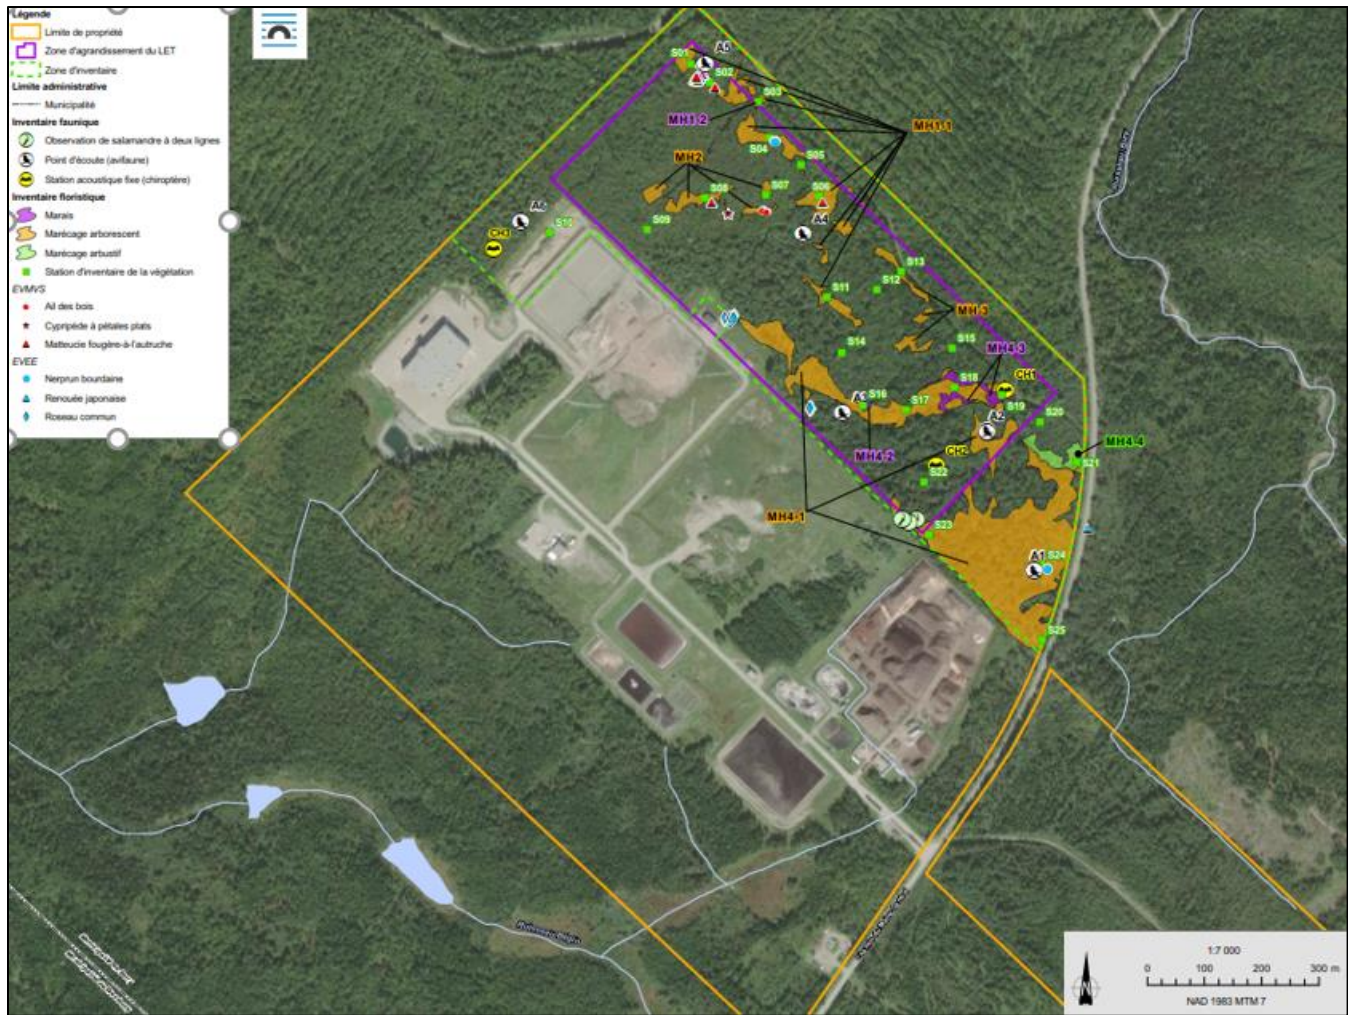 Légende
Limite de propriété
Zone d'agrandissement du LET
Zone d'inventaire
Limite administrative
Municipalité
Inventaire faunique
Observation de salamandre à deux lignes
Point d'écoute (avifaune)
Station acoustique fixe (chiroptère)
Inventaire floristique
Marais
Marécage arborescent
Marécage arbustif
Station d'inventaire de la végétation
EVMVS
Ail des bois
Cypripède à pétales plats
Matteucie fougère-à-l'autruche
EVEE
Nerprun bourdaine
Renouée japonaise
Roseau commun
S01
A5
S02
S03
MH1-2
MH1-1
S04
S05
MH2
S08
S07
S06
A6
S10
S09
A4
CH3
S13
S12
S11
MH-3
S14
S15
MH4-3
S18
CH1
S16
S17
S19
A2
S20
MH4-2
CH2
MH4-4
S21
S22
MH4-1
S23
A1
S24
S25
1:7 000
0 100 200 300 m
N
NAD 1983 MTM 7